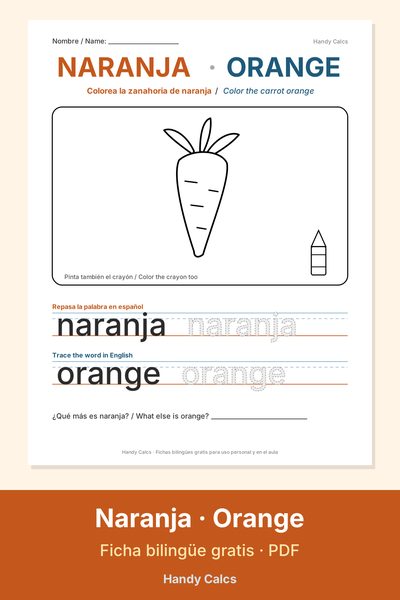 Nombre / Name: ____________________
Handy Calcs
NARANJA • ORANGE
Colorea la zanahoria de naranja / Color the carrot orange
Pinta también el crayón / Color the crayon too
Repasa la palabra en español
naranja naranja
Trace the word in English
orange orange
¿Qué más es naranja? / What else is orange? ____________________
Handy Calcs · Fichas bilingües gratis para uso personal y en el aula
Naranja · Orange
Ficha bilingüe gratis · PDF
Handy Calcs